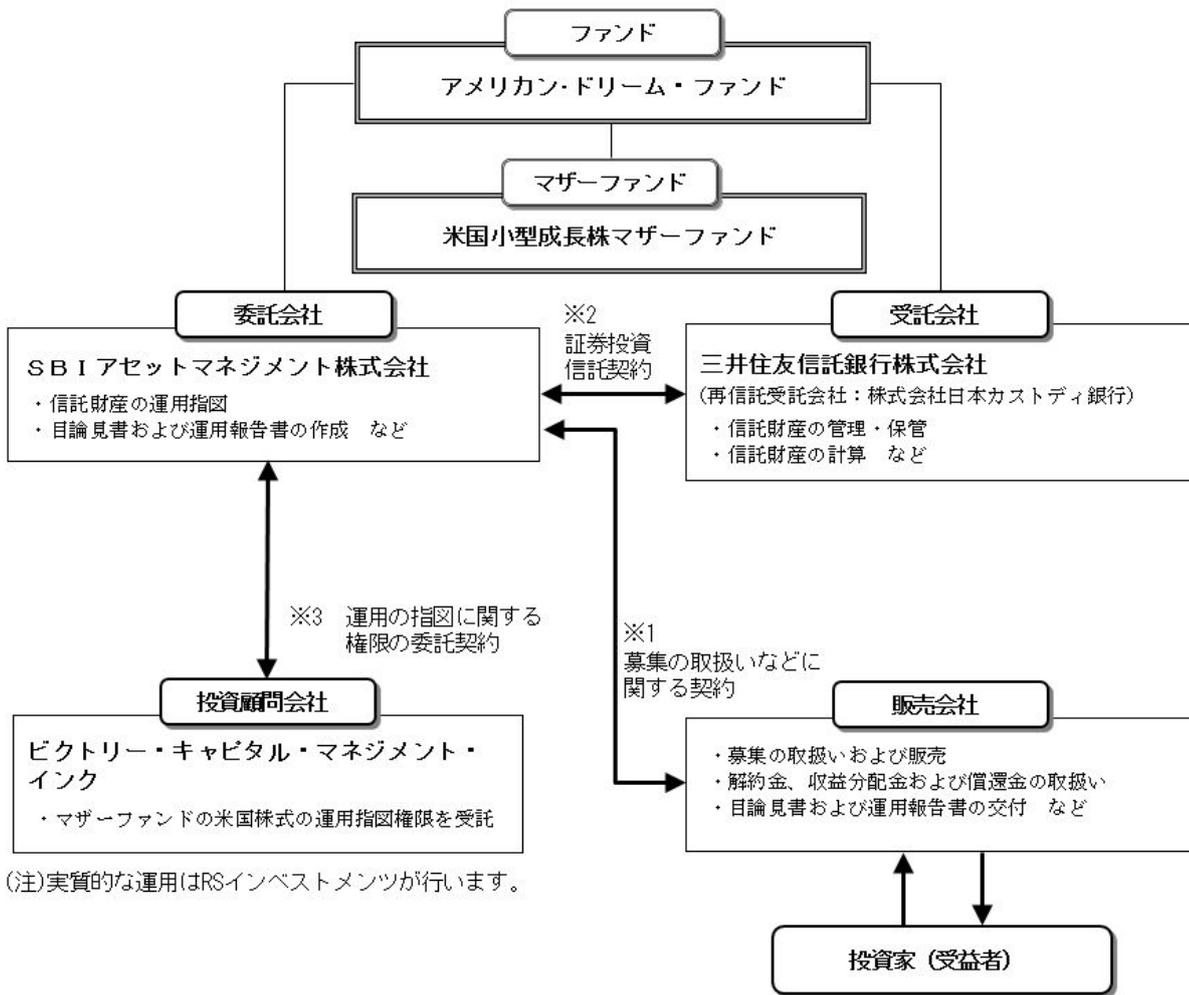 ファンド
アメリカン・ドリーム・ファンド
マザーファンド
米国小型成長株マザーファンド
委託会社
SBIアセットマネジメント株式会社
・信託財産の運用指図
・目論見書および運用報告書の作成　など
※2
証券投資
信託契約
受託会社
三井住友信託銀行株式会社
(再信託受託会社：株式会社日本カストディ銀行)
・信託財産の管理・保管
・信託財産の計算　など
※3　運用の指図に関する
権限の委託契約
※1
募集の取扱いなどに
関する契約
投資顧問会社
ビクトリー・キャピタル・マネジメント・
インク
・マザーファンドの米国株式の運用指図権限を受託
(注)実質的な運用はRSインベストメンツが行います。
販売会社
・募集の取扱いおよび販売
・解約金、収益分配金および償還金の取扱い
・目論見書および運用報告書の交付　など
投資家（受益者）